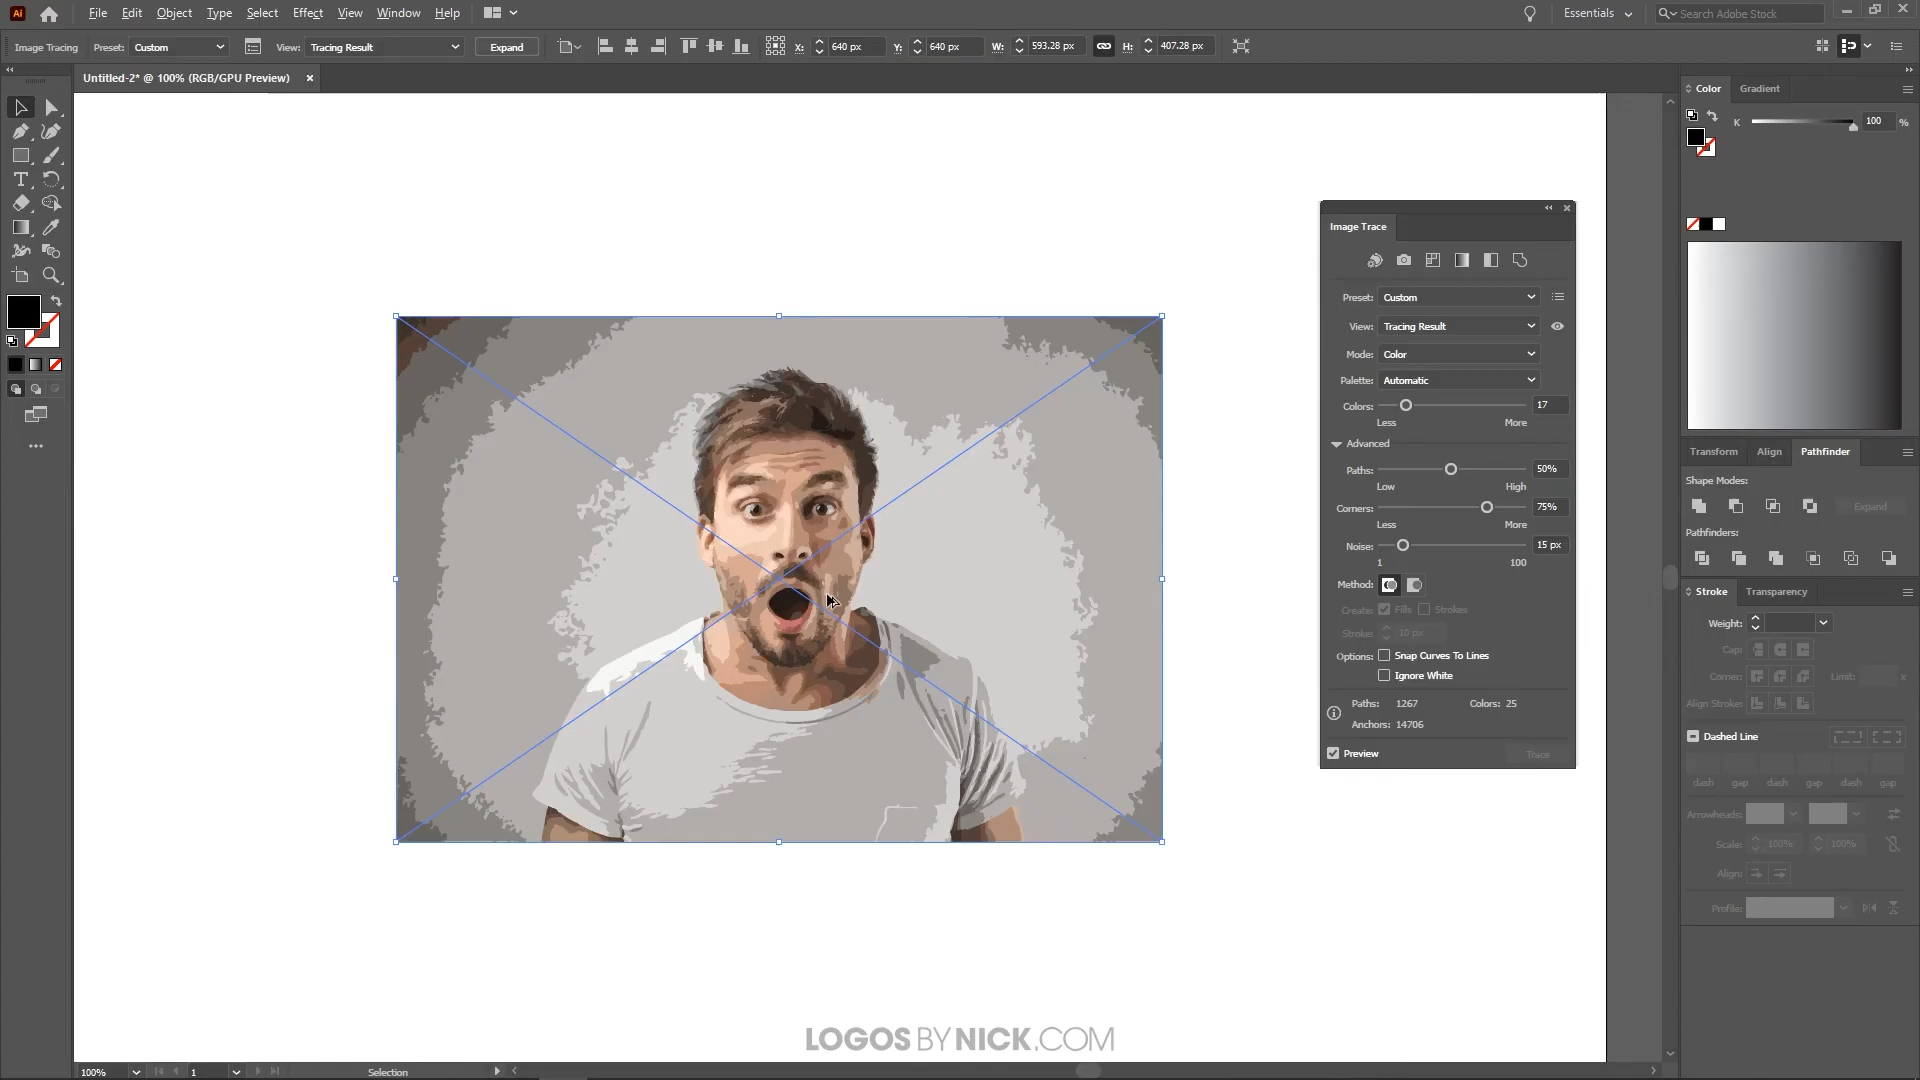 Ai File Edit Object Type Select Effect View Window Help Essentials Search Adobe Stock
Image Tracing Preset: Custom View: Tracing Result Expand X: 640 px Y: 640 px W: 593.28 px H: 407.28 px
Untitled-2* @ 100% (RGB/GPU Preview)
Color Gradient
K 100 %
Image Trace
Preset: Custom
View: Tracing Result
Mode: Color
Palette: Automatic
Colors: 17
Less More
Advanced
Paths: 50%
Low High
Corners: 75%
Less More
Noise: 15 px
1 100
Method:
Create: Fills Strokes
Stroke: 10 px
Options: Snap Curves To Lines
Ignore White
Paths: 1267 Colors: 25
Anchors: 14706
Preview Trace
Transform Align Pathfinder
Shape Modes:
Expand
Pathfinders:
Stroke Transparency
Weight:
Cap:
Corner: Limit: x
Align Stroke:
Dashed Line
dash gap dash gap dash gap
Arrowheads:
Scale: 100% 100%
Align:
Profile:
LOGOS BY NICK.COM
100% 1 Selection